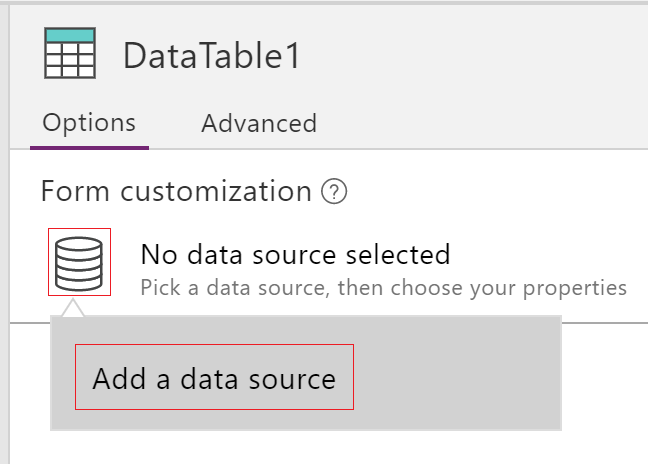 DataTable1
Options Advanced
Form customization ?
No data source selected
Pick a data source, then choose your properties
Add a data source